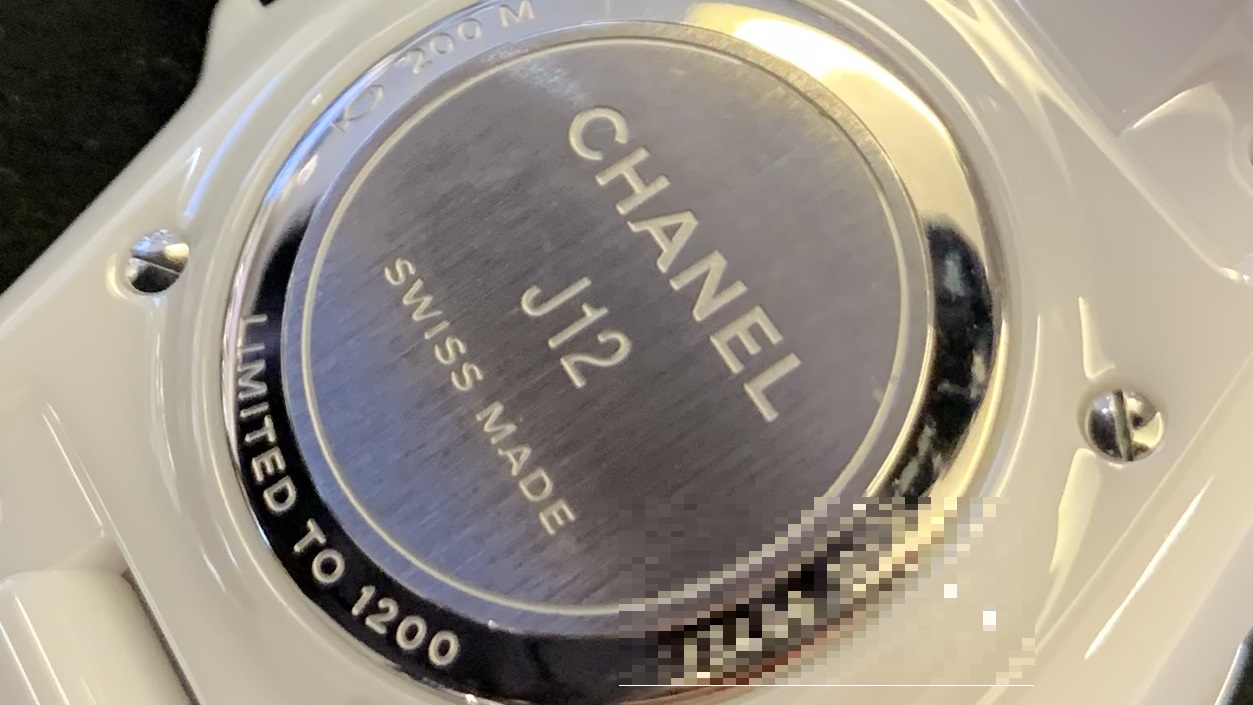 CHANEL
J12
SWISS MADE
LIMITED TO 1200
200 M